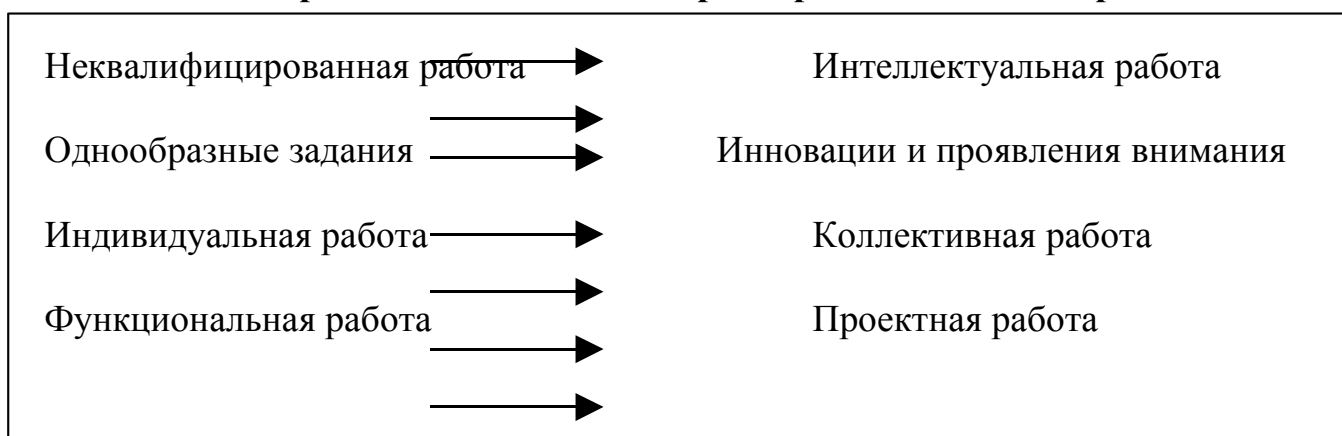 Неквалифицированная работа Интеллектуальная работа
Однообразные задания Инновации и проявления внимания
Индивидуальная работа Коллективная работа
Функциональная работа Проектная работа